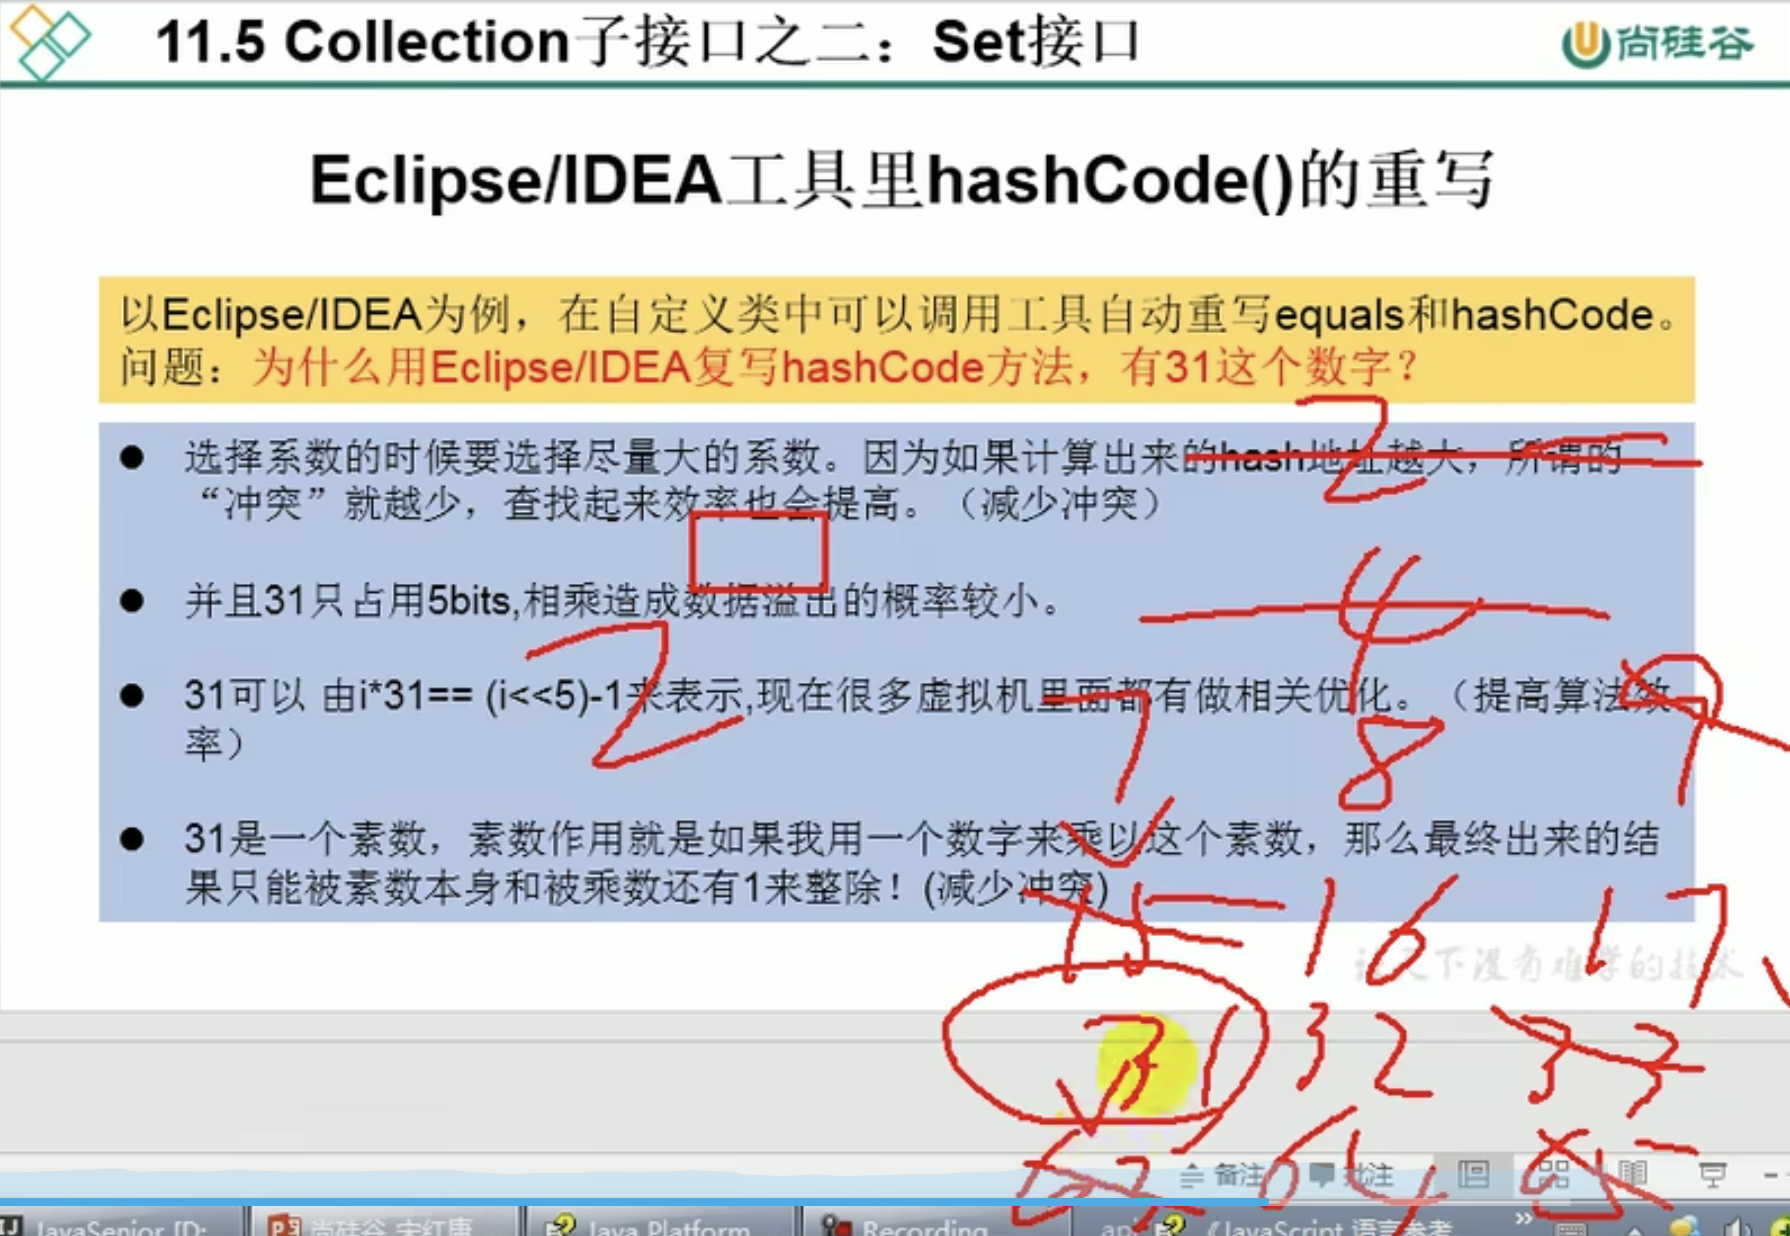 11.5 Collection子接口之二：Set接口
尚硅谷
Eclipse/IDEA工具里hashCode()的重写
以Eclipse/IDEA为例，在自定义类中可以调用工具自动重写equals和hashCode。
问题：为什么用Eclipse/IDEA复写hashCode方法，有31这个数字？
选择系数的时候要选择尽量大的系数。因为如果计算出来的hash地址越大，所谓的
“冲突”就越少，查找起来效率也会提高。（减少冲突）
并且31只占用5bits,相乘造成数据溢出的概率较小。
31可以 由i*31== (i<<5)-1来表示,现在很多虚拟机里面都有做相关优化。（提高算法效
率）
31是一个素数，素数作用就是如果我用一个数字来乘以这个素数，那么最终出来的结
果只能被素数本身和被乘数还有1来整除！(减少冲突)
让天下没有难学的技术
2
4
2
7
8
9
15
16
17
31
32
33
63
64
备注
批注
JavaSenior [D:
尚硅谷_宋红康
Java Platform
Recording
api
《JavaScript 语言参考